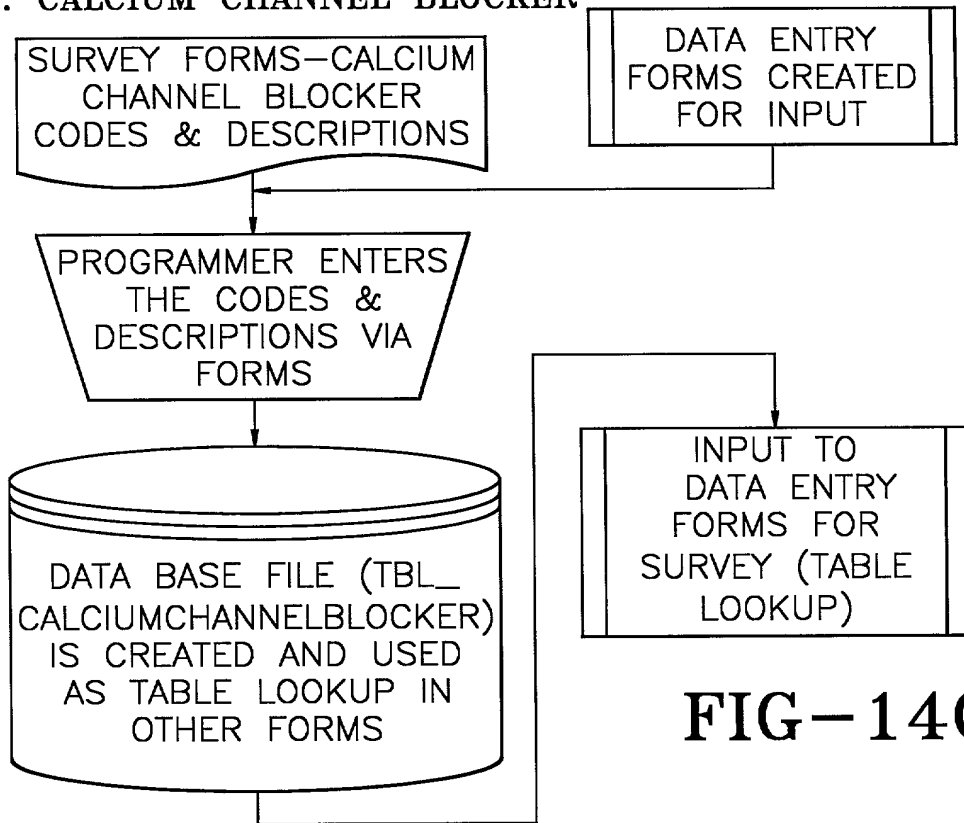 . CALCIUM CHANNEL BLOCKER
SURVEY FORMS-CALCIUM
CHANNEL BLOCKER
CODES & DESCRIPTIONS
DATA ENTRY
FORMS CREATED
FOR INPUT
PROGRAMMER ENTERS
THE CODES &
DESCRIPTIONS VIA
FORMS
DATA BASE FILE (TBL_
CALCIUMCHANNELBLOCKER)
IS CREATED AND USED
AS TABLE LOOKUP IN
OTHER FORMS
INPUT TO
DATA ENTRY
FORMS FOR
SURVEY (TABLE
LOOKUP)